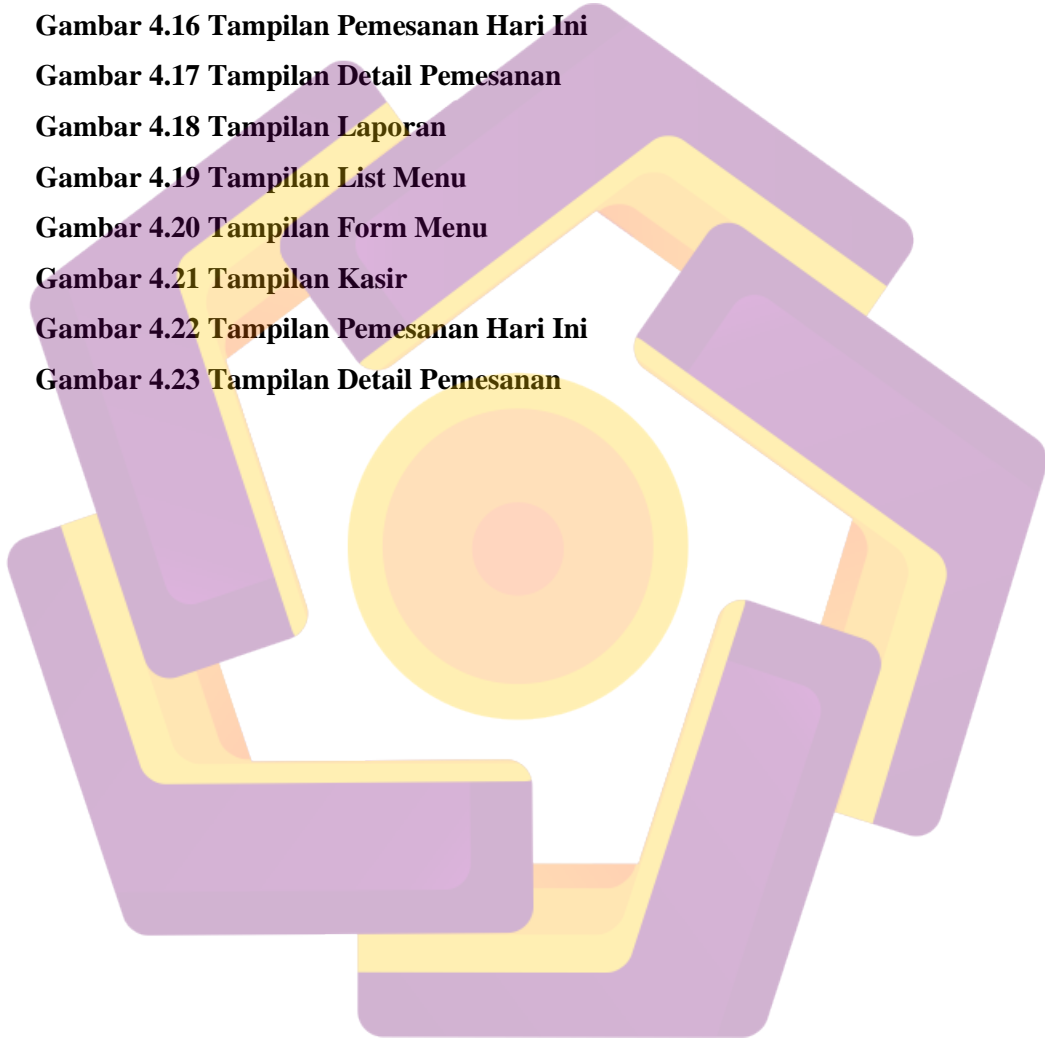 Gambar 4.16 Tampilan Pemesanan Hari Ini
Gambar 4.17 Tampilan Detail Pemesanan
Gambar 4.18 Tampilan Laporan
Gambar 4.19 Tampilan List Menu
Gambar 4.20 Tampilan Form Menu
Gambar 4.21 Tampilan Kasir
Gambar 4.22 Tampilan Pemesanan Hari Ini
Gambar 4.23 Tampilan Detail Pemesanan